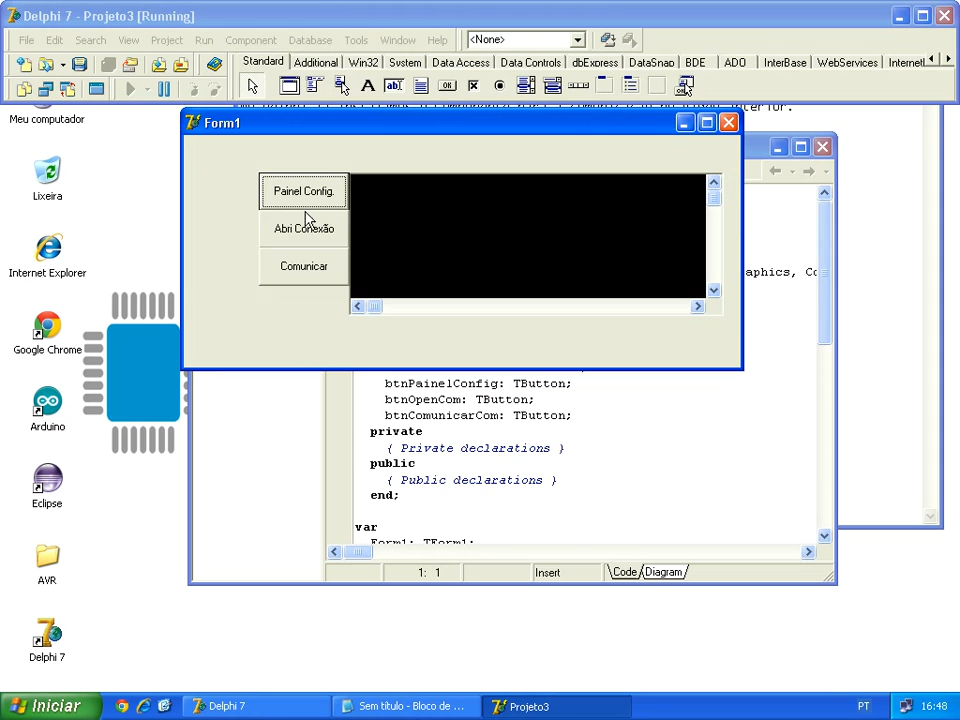 Delphi 7 - Projeto3 [Running]
File Edit Search View Project Run Component Database Tools Window Help <None>
Standard Additional Win32 System Data Access Data Controls dbExpress DataSnap BDE ADO InterBase WebServices Internet
interior.
Meu computador
Form1
Painel Config.
Abri Conexão
Comunicar
Lixeira
Internet Explorer
Google Chrome
Arduino
Eclipse
AVR
Delphi 7
aphics, Co
btnPainelConfig: TButton;
btnOpenCom: TButton;
btnComunicarCom: TButton;
private
{ Private declarations }
public
{ Public declarations }
end;
var
Form1: TForm1;
1: 1 Insert Code Diagram
Iniciar Delphi 7 Sem título - Bloco de ... Projeto3 PT 16:48